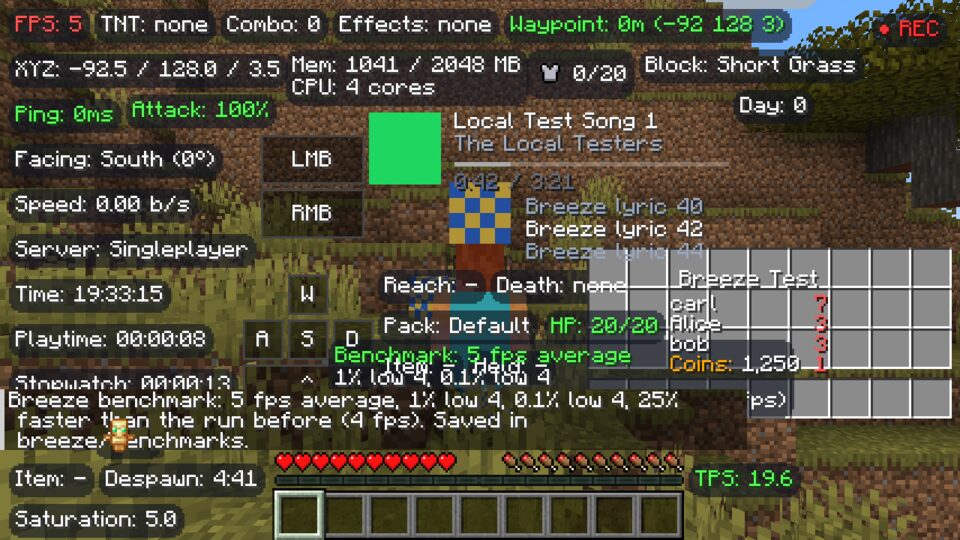 FPS: 5 TNT: none Combo: 0 Effects: none Waypoint: 0m (-92 128 3) REC
XYZ: -92.5 / 128.0 / 3.5 Mem: 1041 / 2048 MB
CPU: 4 cores
0/20
Block: Short Grass
Ping: 0ms Attack: 100%
Day: 0
Local Test Song 1
The Local Testers
0:42 / 3:21
Facing: South (0°)
LMB
RMB
Speed: 0.00 b/s
Breeze lyric 40
Breeze lyric 42
Breeze lyric 44
Server: Singleplayer
Time: 19:33:15
W
A S D
Reach: - Death: none
Breeze Test
carl 7
Alice 3
bob 3
Coins: 1,250 1
Pack: Default HP: 20/20
Playtime: 00:00:08
Benchmark: 5 fps average
1% low 4, 0.1% low 4
Item: - Held: -
Stopwatch: 00:00:13
Breeze benchmark: 5 fps average, 1% low 4, 0.1% low 4, 25%
faster than the run before (4 fps). Saved in
breeze/benchmarks.
fps)
Item: - Despawn: 4:41
TPS: 19.6
Saturation: 5.0